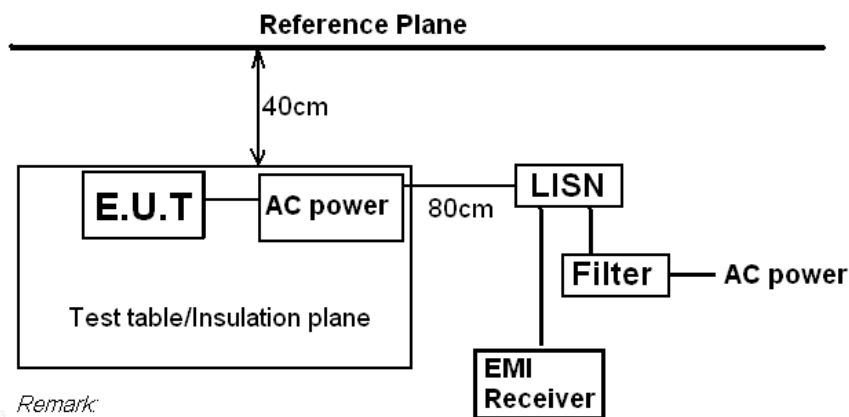 Reference Plane
40cm
E.U.T
AC power
80cm
LISN
Filter
AC power
Test table/Insulation plane
EMI
Receiver
Remark: